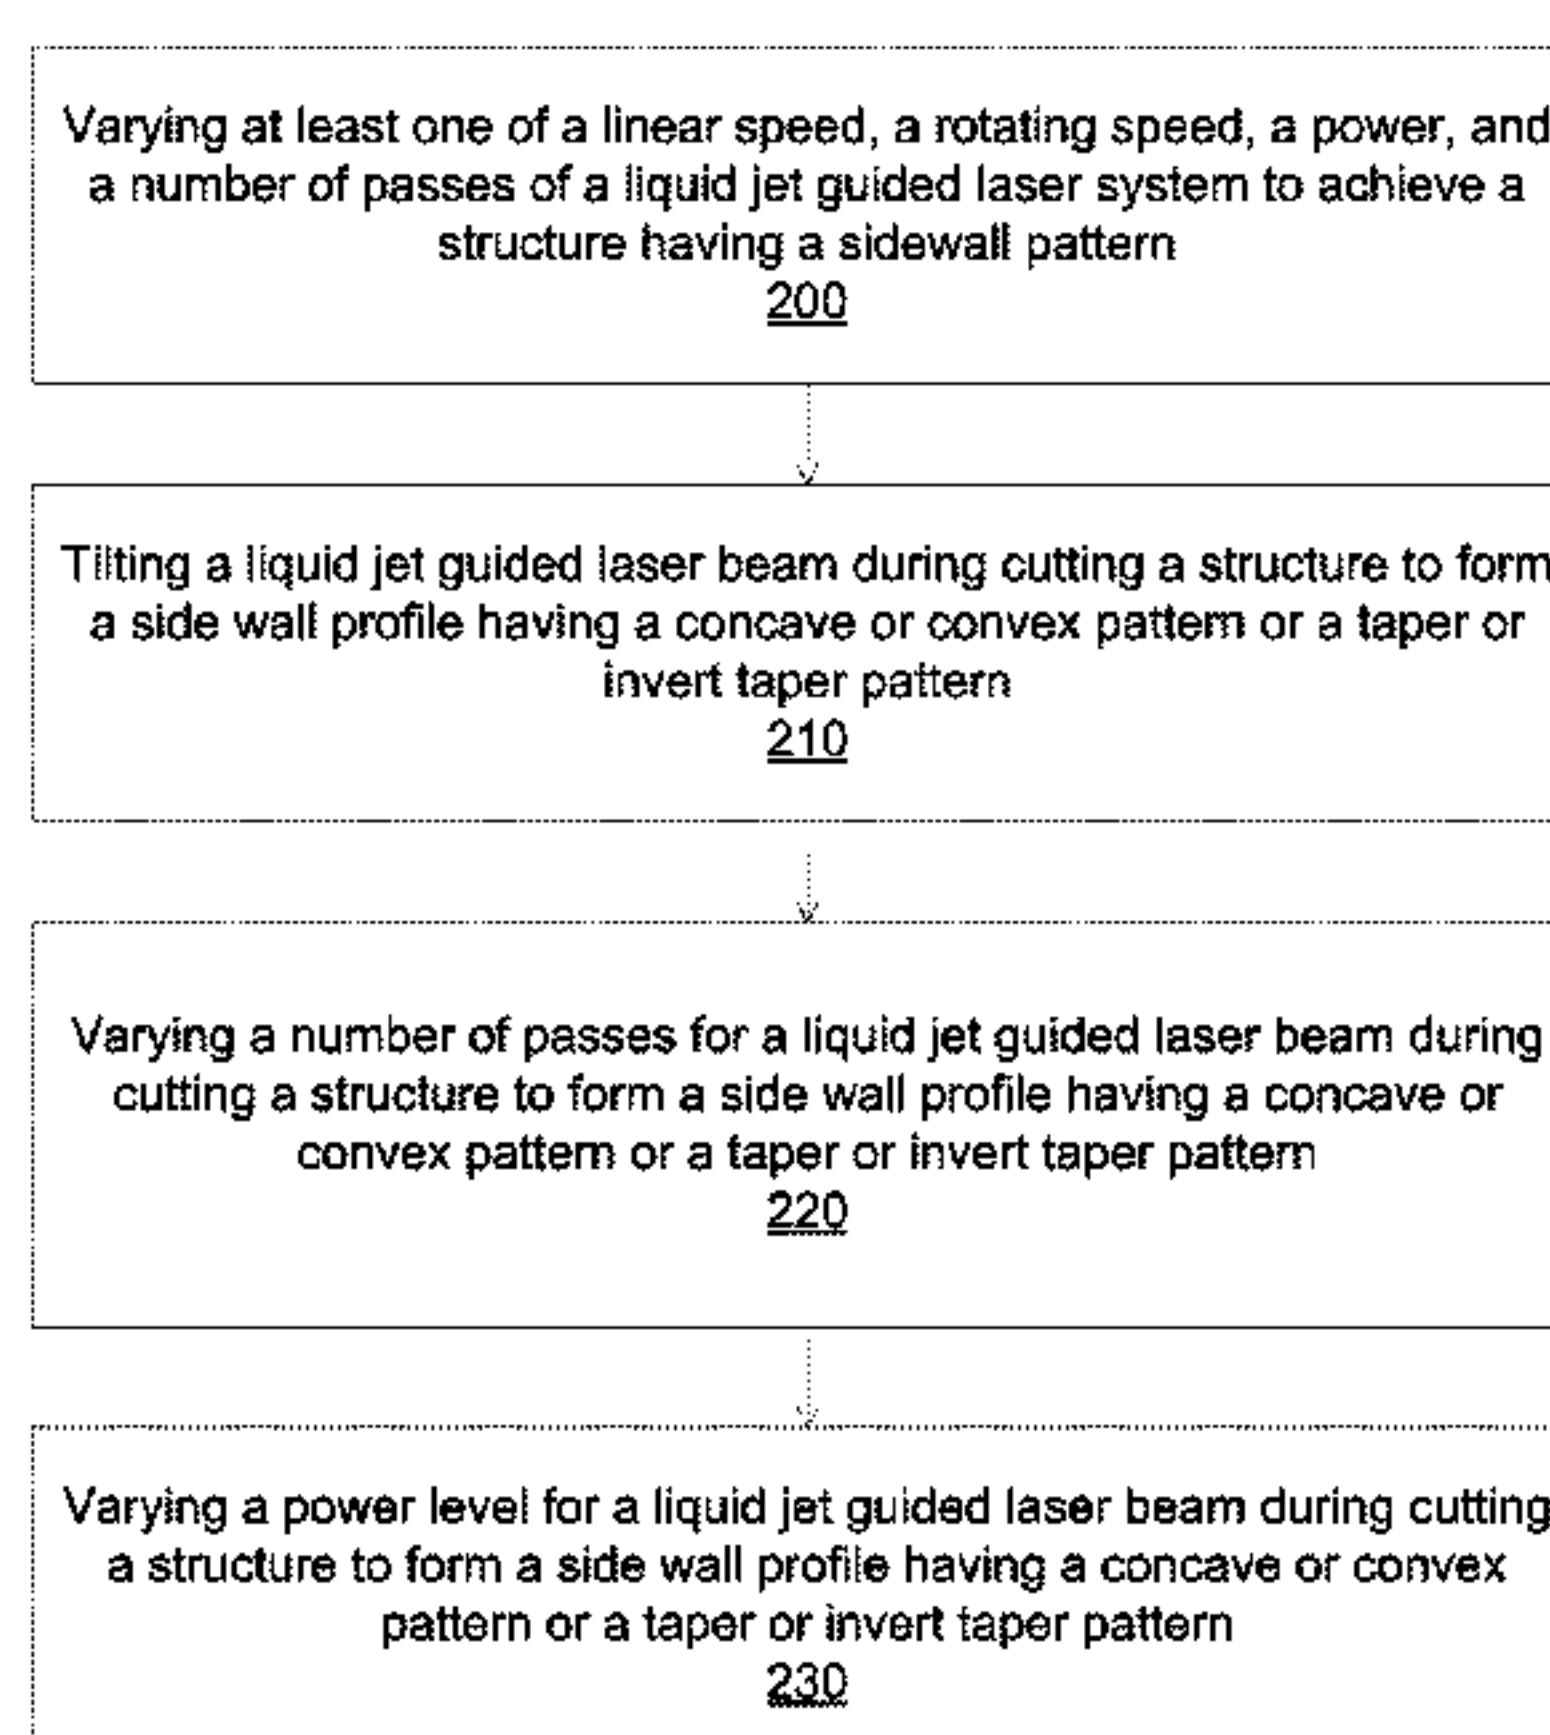 Varying at least one of a linear speed, a rotating speed, a power, and
a number of passes of a liquid jet guided laser system to achieve a
structure having a sidewall pattern
200
Tilting a liquid jet guided laser beam during cutting a structure to form
a side wall profile having a concave or convex pattern or a taper or
invert taper pattern
210
Varying a number of passes for a liquid jet guided laser beam during
cutting a structure to form a side wall profile having a concave or
convex pattern or a taper or invert taper pattern
220
Varying a power level for a liquid jet guided laser beam during cutting
a structure to form a side wall profile having a concave or convex
pattern or a taper or invert taper pattern
230